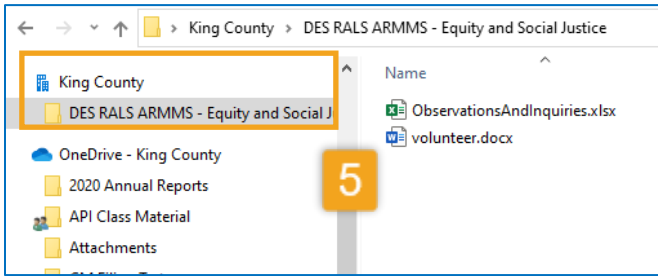 King County > DES RALS ARMMS - Equity and Social Justice
King County
DES RALS ARMMS - Equity and Social J
OneDrive - King County
2020 Annual Reports
API Class Material
Attachments
5
Name
ObservationsAndInquiries.xlsx
volunteer.docx